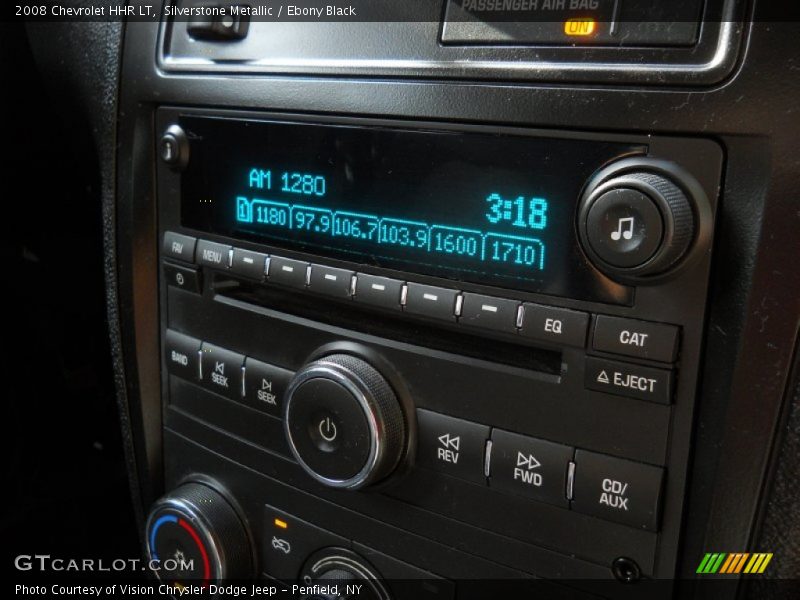 2008 Chevrolet HHR LT, Silverstone Metallic / Ebony Black
PASSENGER AIR BAG
ON
AM 1280
3:18
1 1180 97.9 106.7 103.9 1600 1710
FAV
MENU
EQ
CAT
EJECT
BAND
SEEK
SEEK
REV
FWD
CD/
AUX
GTCARLOT.COM
Photo Courtesy of Vision Chrysler Dodge Jeep - Penfield, NY